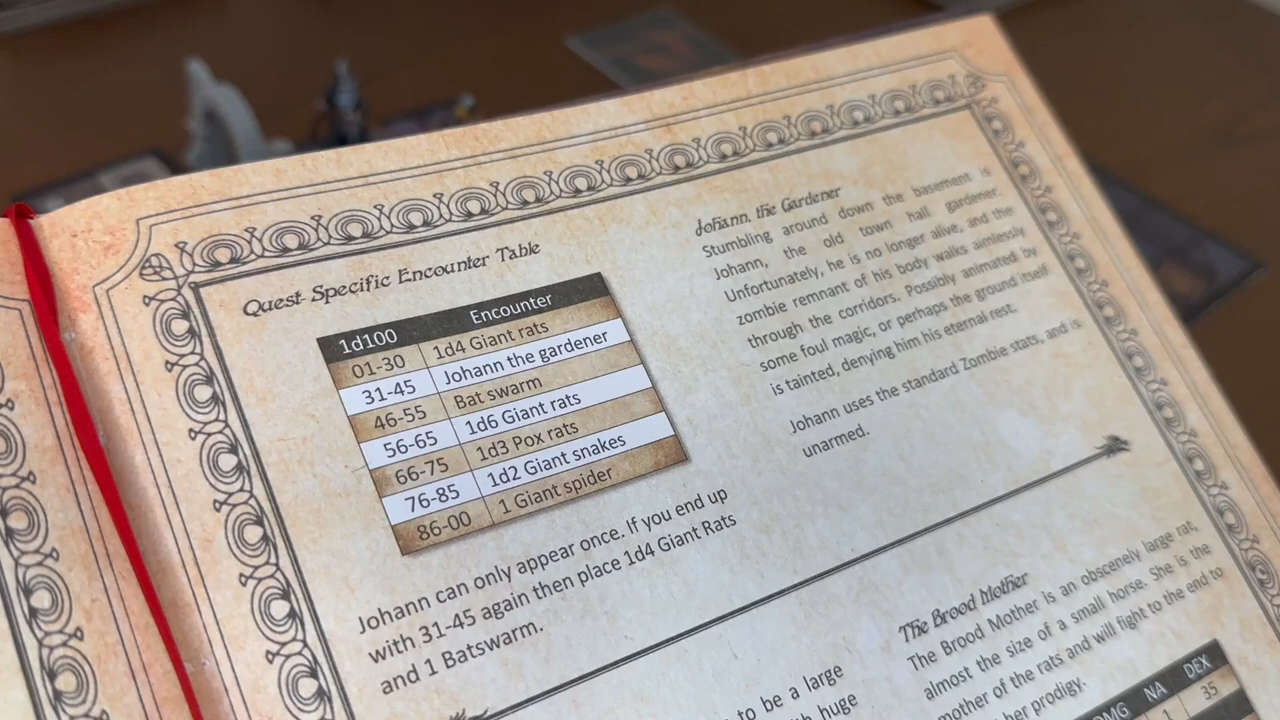 Quest- Specific Encounter Table
1d100 Encounter
01-30 1d4 Giant rats
31-45 Johann the gardener
46-55 Bat swarm
56-65 1d6 Giant rats
66-75 1d3 Pox rats
76-85 1d2 Giant snakes
86-00 1 Giant spider
Johann can only appear once. If you end up
with 31-45 again then place 1d4 Giant Rats
and 1 Batswarm.
Johann, the Gardener
Stumbling around down the basement is
Johann, the old town hall gardener.
Unfortunately, he is no longer alive, and the
zombie remnant of his body walks aimlessly
through the corridors. Possibly animated by
some foul magic, or perhaps the ground itself
is tainted, denying him his eternal rest.
Johann uses the standard Zombie stats, and is
unarmed.
to be a large
huge
The Brood Mother
The Brood Mother is an obscenely large rat,
almost the size of a small horse. She is the
mother of the rats and will fight to the end to
her prodigy.
NA DEX
35